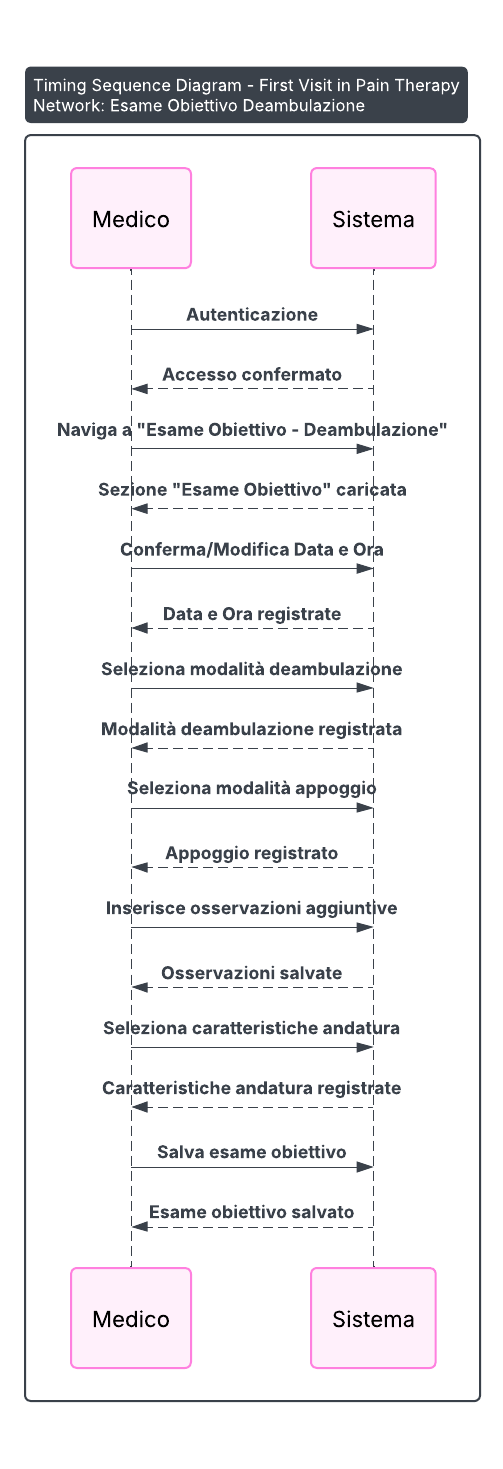 Timing Sequence Diagram - First Visit in Pain Therapy
Network: Esame Obiettivo Deambulazione
Medico
Sistema
Autenticazione
Accesso confermato
Naviga a "Esame Obiettivo - Deambulazione"
Sezione "Esame Obiettivo" caricata
Conferma/Modifica Data e Ora
Data e Ora registrate
Seleziona modalità deambulazione
Modalità deambulazione registrata
Seleziona modalità appoggio
Appoggio registrato
Inserisce osservazioni aggiuntive
Osservazioni salvate
Seleziona caratteristiche andatura
Caratteristiche andatura registrate
Salva esame obiettivo
Esame obiettivo salvato
Medico
Sistema